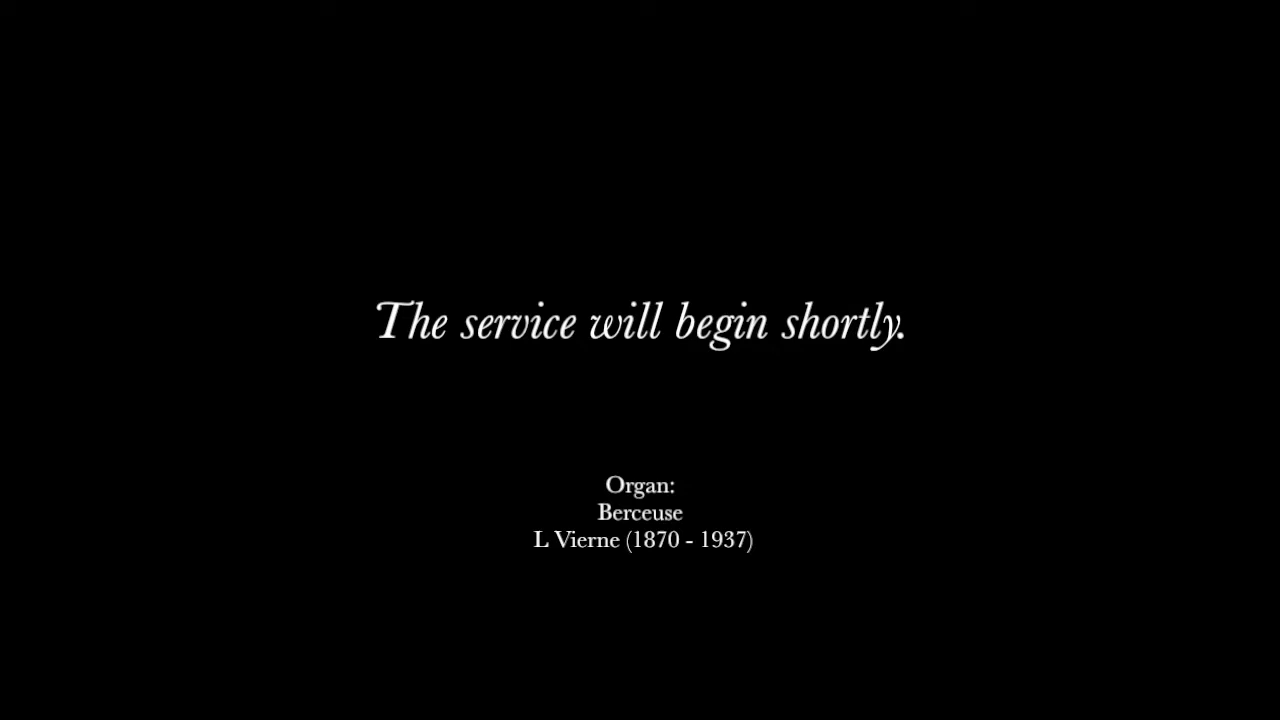 The service will begin shortly.
Organ:
Berceuse
L Vierne (1870 - 1937)